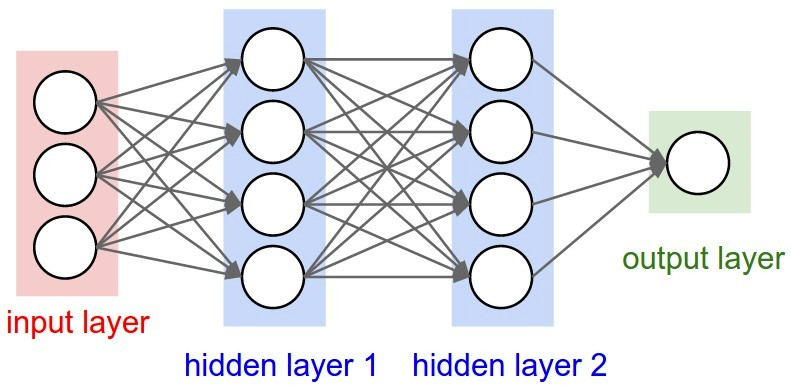 input layer
hidden layer 1
hidden layer 2
output layer